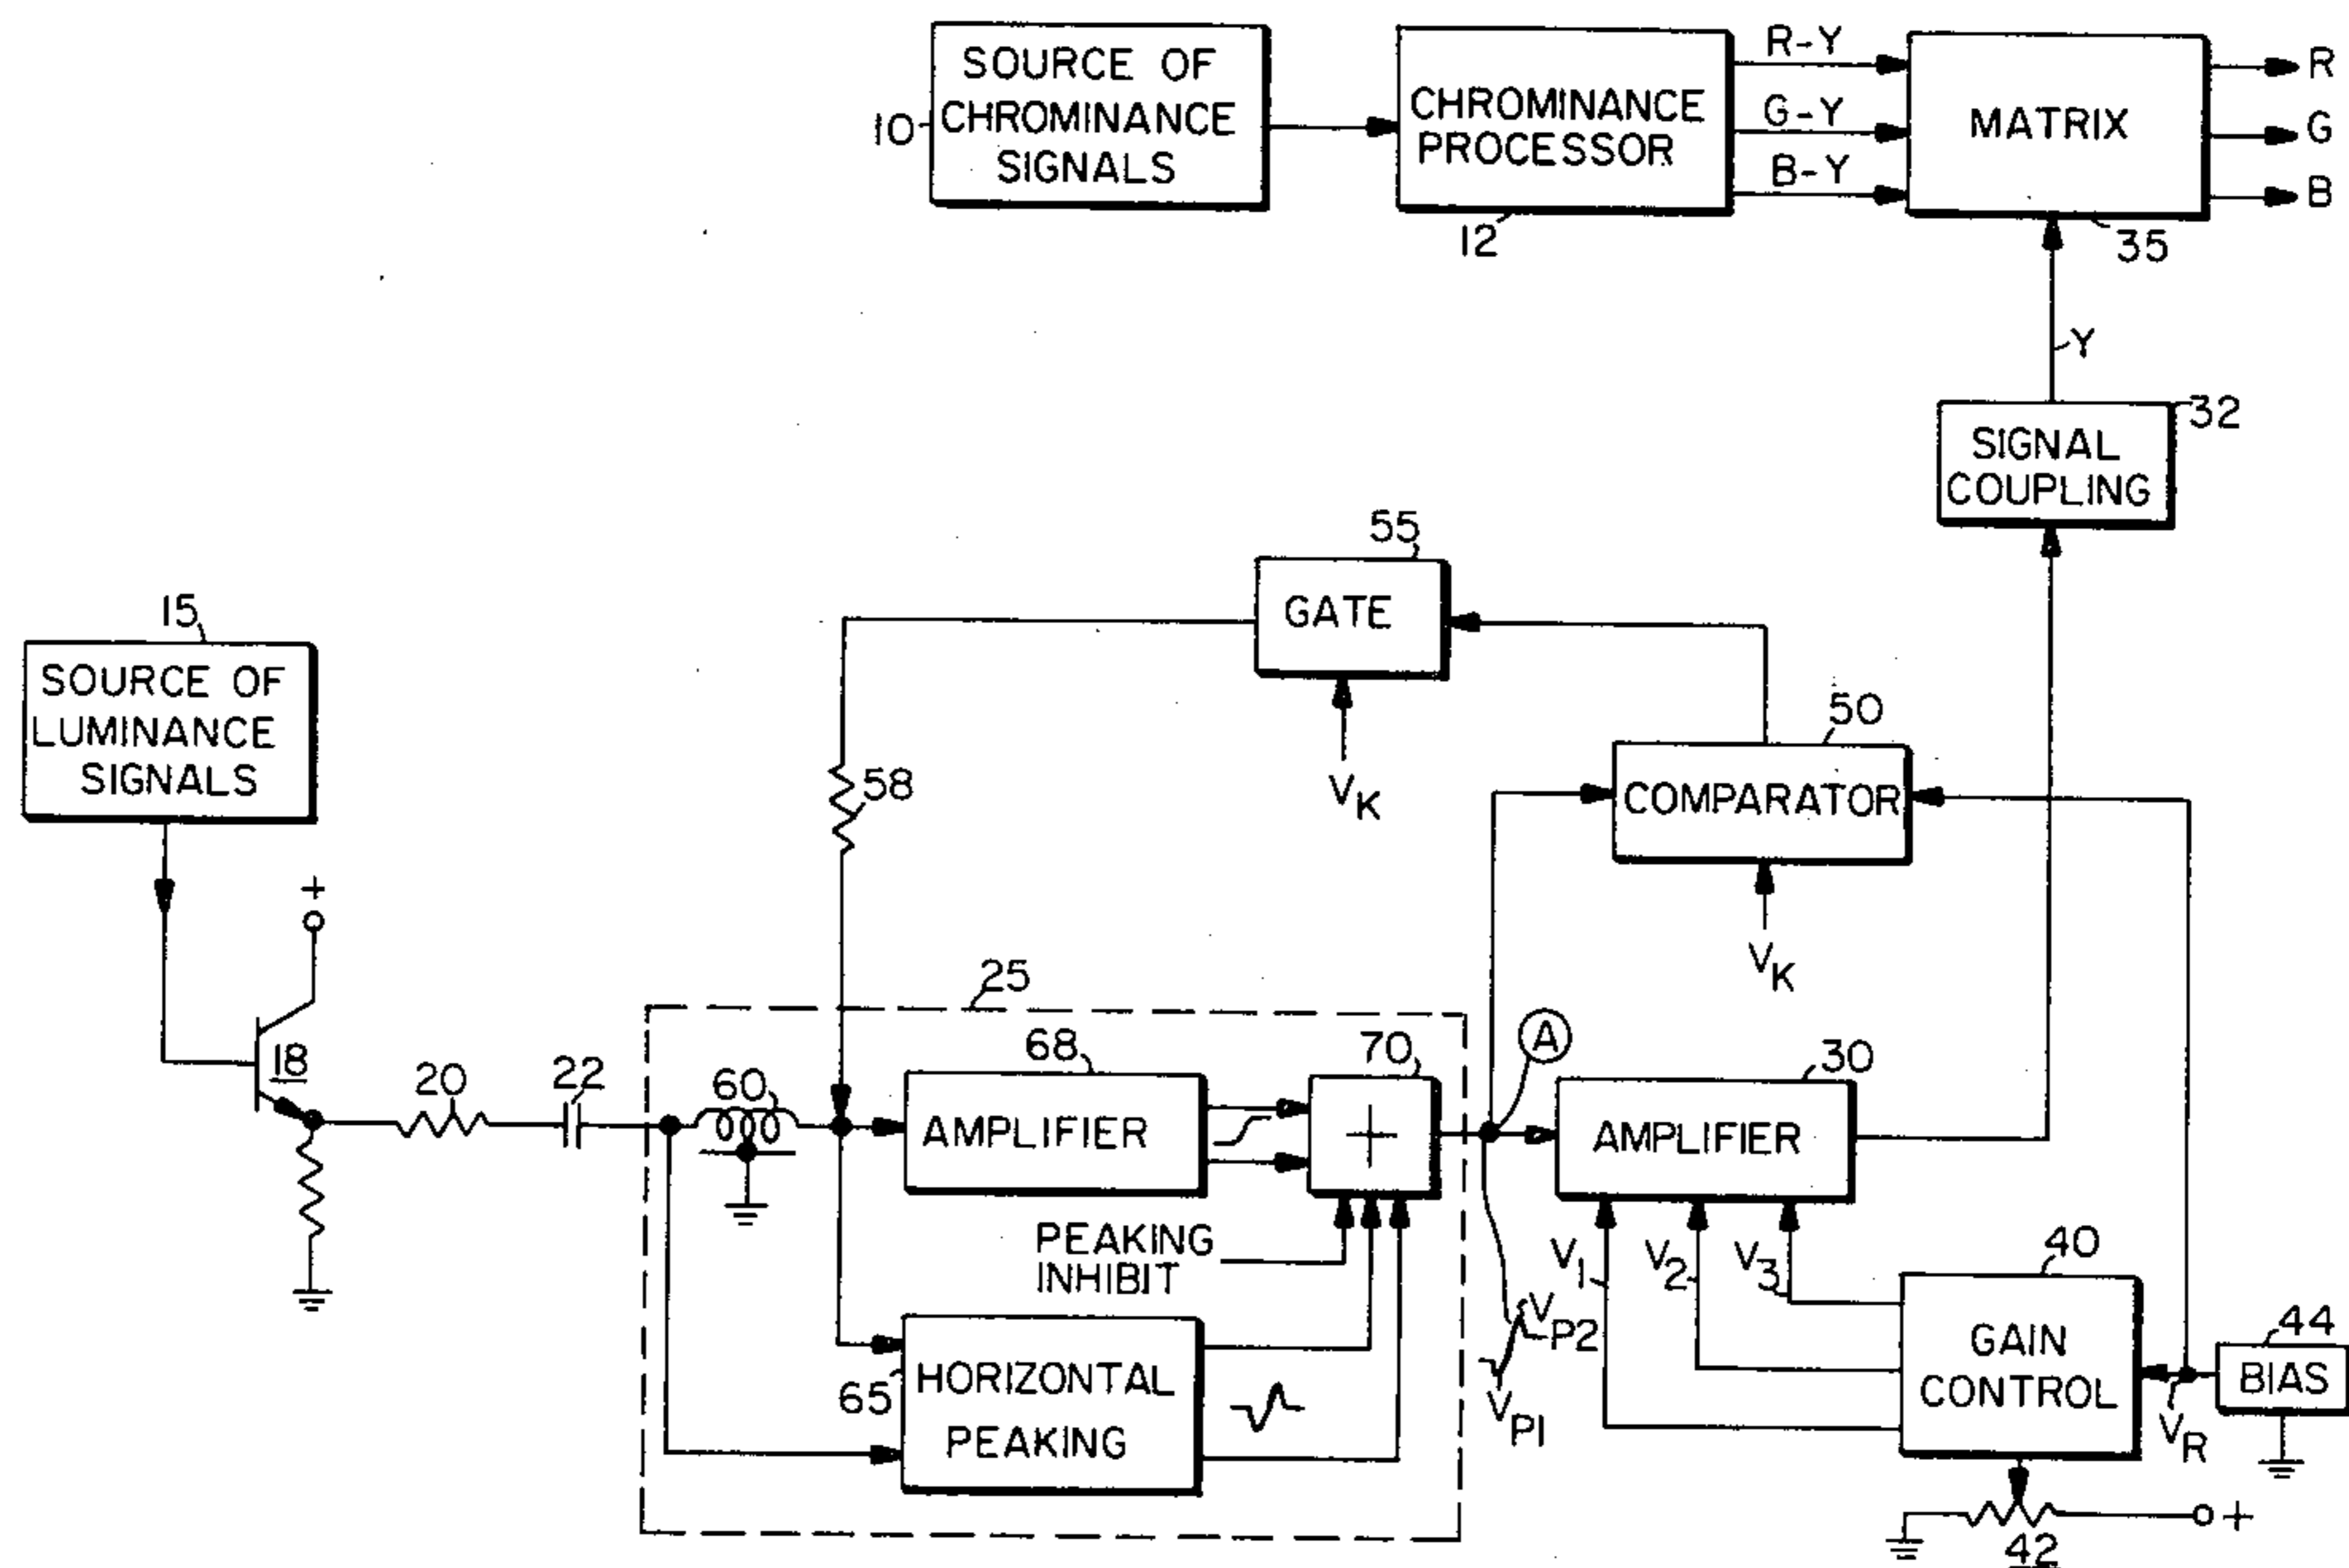 SOURCE OF
CHROMINANCE
SIGNALS
10
CHROMINANCE
PROCESSOR
12
R-Y
G-Y
B-Y
MATRIX
35
R
G
B
Y
SIGNAL
COUPLING
32
55
GATE
VK
15
SOURCE OF
LUMINANCE
SIGNALS
58
50
COMPARATOR
VK
+
18
20
22
25
60
68
AMPLIFIER
70
+
A
30
AMPLIFIER
PEAKING
INHIBIT
65
HORIZONTAL
PEAKING
VP2
VP1
V1
V2
V3
40
GAIN
CONTROL
44
BIAS
VR
+
42